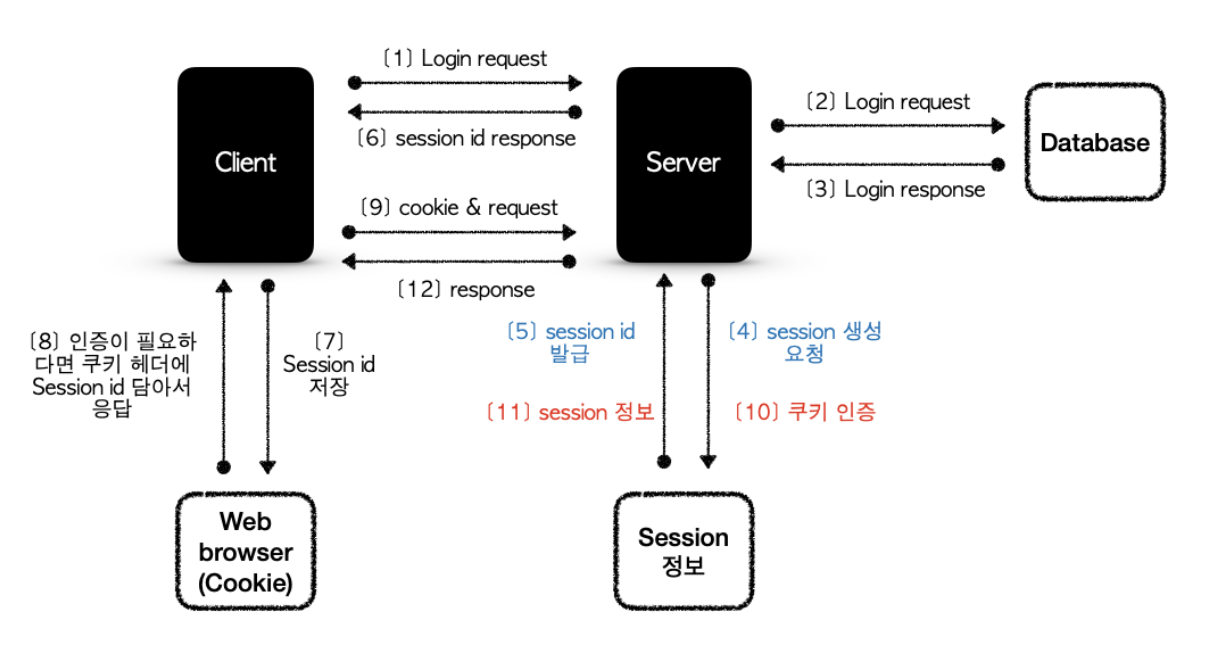 〔1〕 Login request
〔6〕 session id response
Client
Server
〔2〕 Login request
〔3〕 Login response
Database
〔9〕 cookie & request
〔12〕 response
〔8〕 인증이 필요하
다면 쿠키 헤더에
Session id 담아서
응답
〔7〕
Session id
저장
〔5〕 session id
발급
〔4〕 session 생성
요청
〔11〕 session 정보
〔10〕 쿠키 인증
Web
browser
(Cookie)
Session
정보